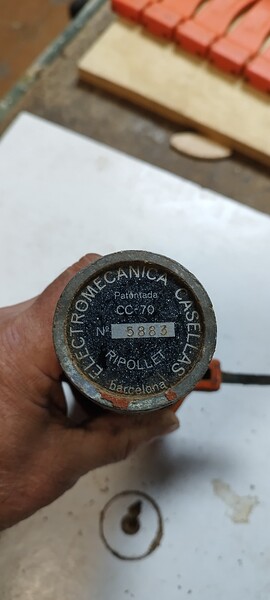 ELECTROMECANICA CASELLAS
Patentada
CC-70
Nº 5883
RIPOLLET
barcelona